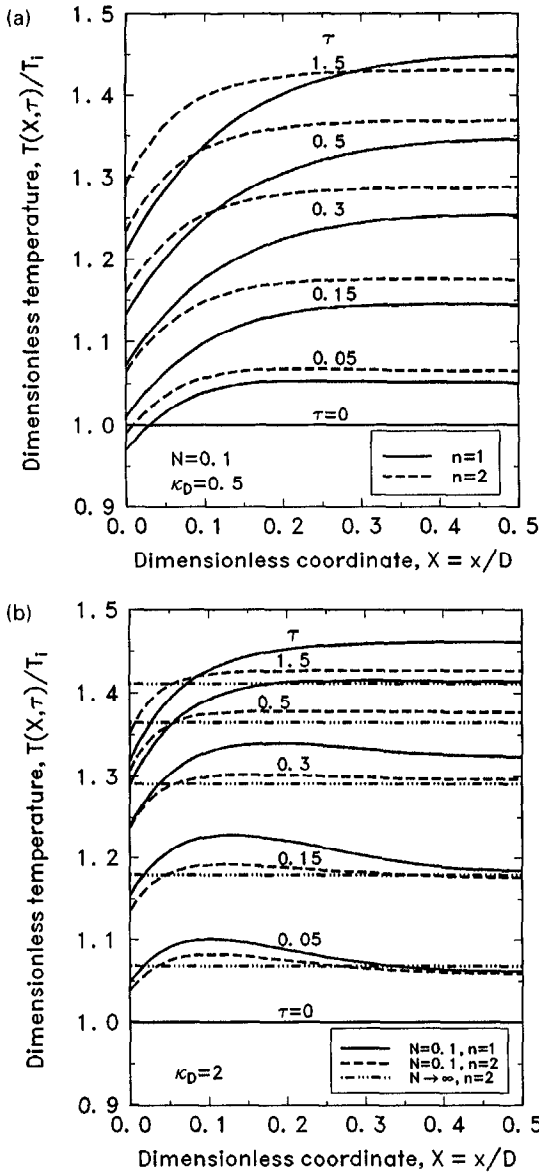 (a)
Dimensionless temperature, T(X,τ)/Tᵢ
1.5
1.4
1.3
1.2
1.1
1.0
0.9
τ
1.5
0.5
0.3
0.15
0.05
τ=0
N=0.1
κ_D=0.5
n=1
n=2
0.0 0.1 0.2 0.3 0.4 0.5
Dimensionless coordinate, X = x/D
(b)
Dimensionless temperature, T(X,τ)/Tᵢ
1.5
1.4
1.3
1.2
1.1
1.0
0.9
τ
1.5
0.5
0.3
0.15
0.05
τ=0
κ_D=2
N=0.1, n=1
N=0.1, n=2
N→∞, n=2
0.0 0.1 0.2 0.3 0.4 0.5
Dimensionless coordinate, X = x/D